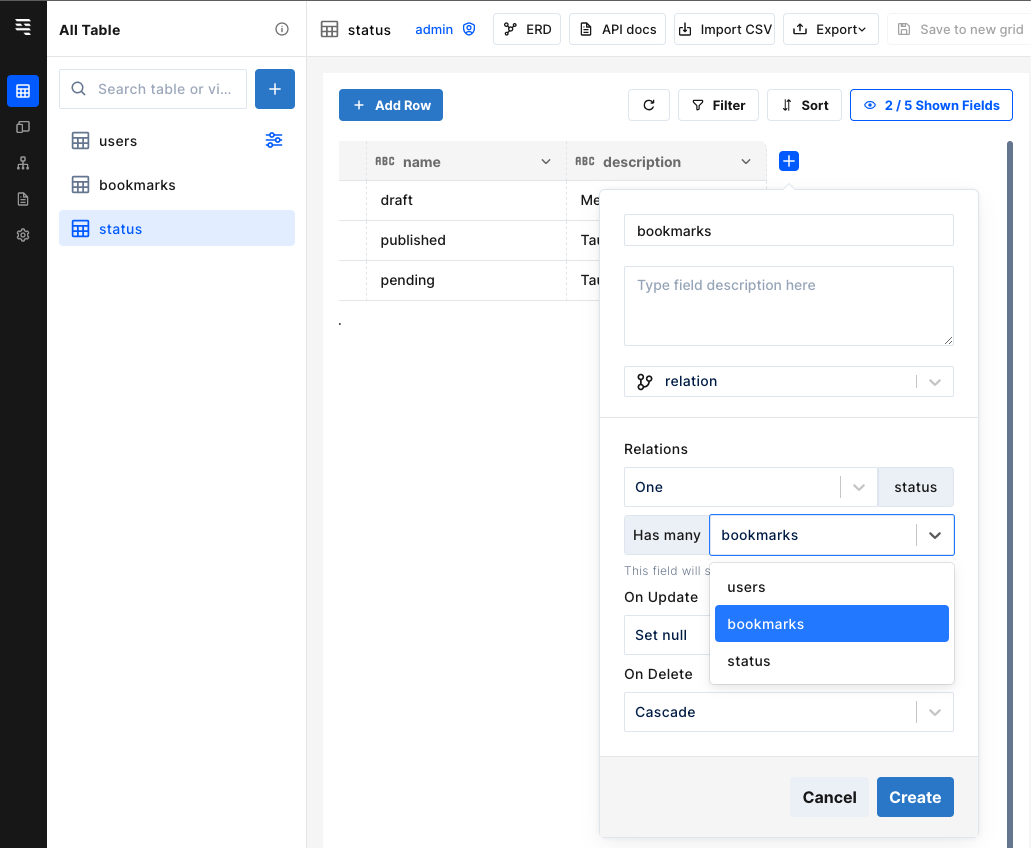 All Table
status
admin
ERD
API docs
Import CSV
Export
Save to new grid
Search table or vi...
users
bookmarks
status
Add Row
Filter
Sort
2 / 5 Shown Fields
ABC name
ABC description
draft
Me
published
Tau
pending
Tau
.
bookmarks
Type field description here
relation
Relations
One
status
Has many
bookmarks
This field will s
users
bookmarks
status
On Update
Set null
On Delete
Cascade
Cancel
Create